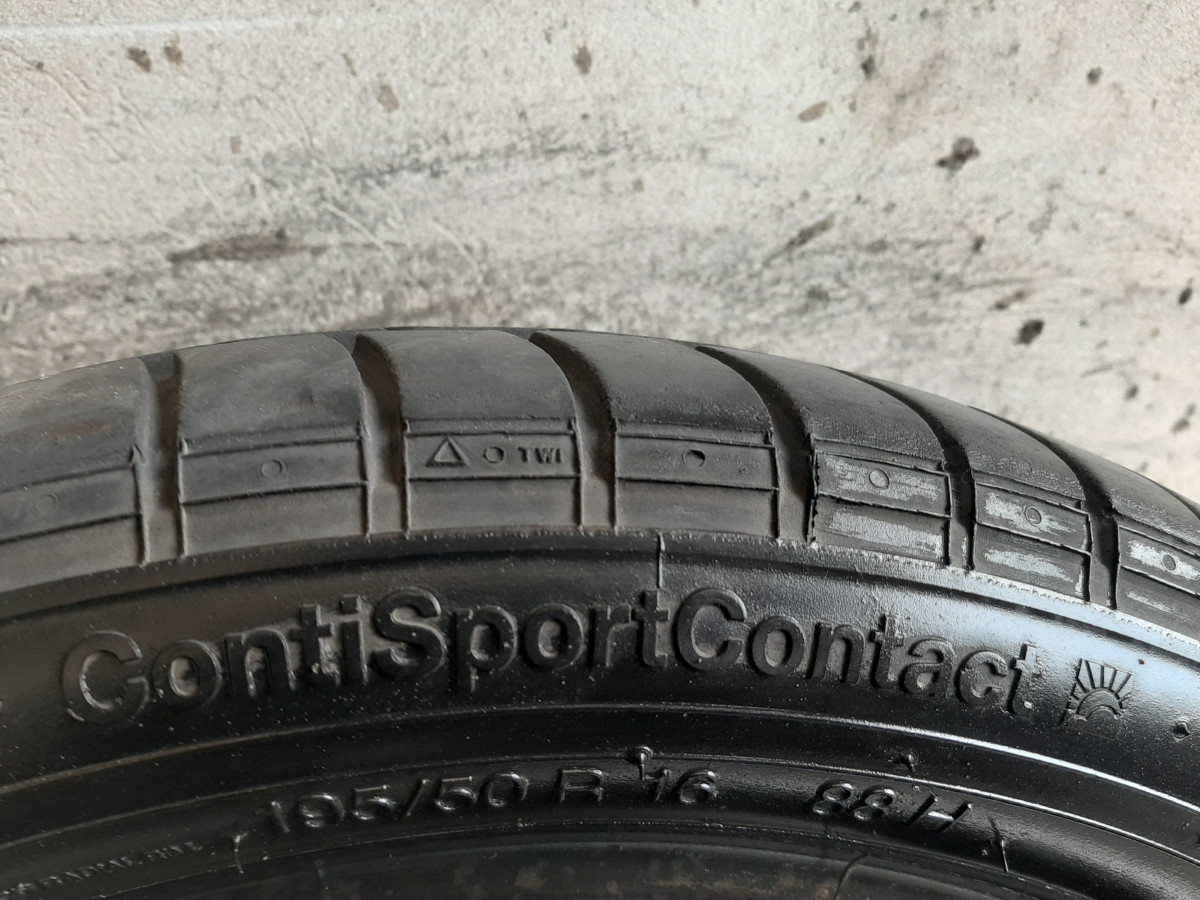 TWI
ContiSportContact
195/50 R 16 88 H